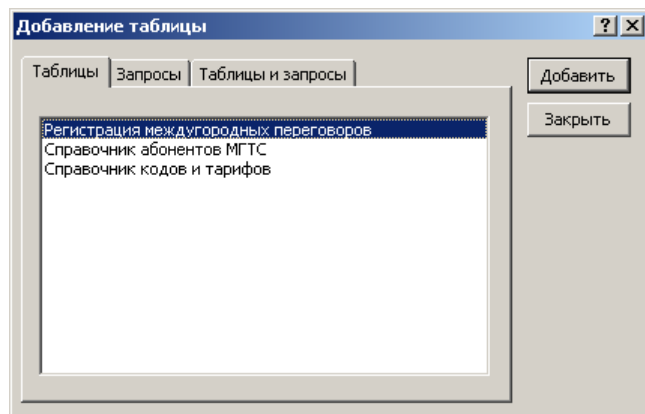 Добавление таблицы
Таблицы Запросы Таблицы и запросы
Добавить
Закрыть
Регистрация междугородных переговоров
Справочник абонентов МГТС
Справочник кодов и тарифов